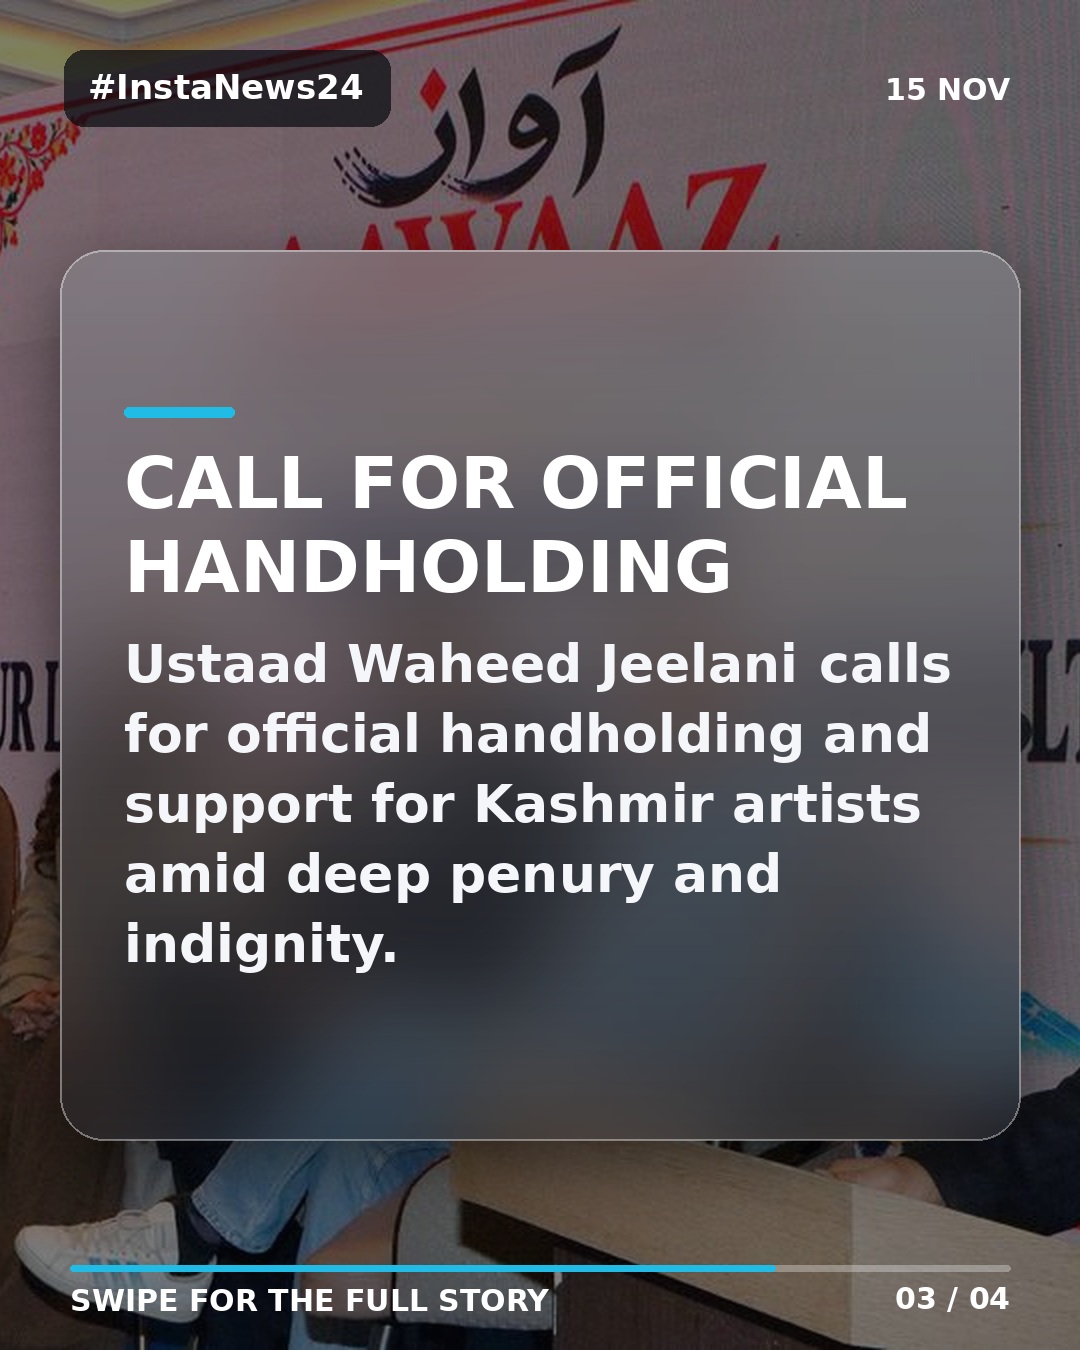 #InstaNews24
15 NOV
آواز
AAWAAZ
CALL FOR OFFICIAL
HANDHOLDING
Ustaad Waheed Jeelani calls
for official handholding and
support for Kashmir artists
amid deep penury and
indignity.
SWIPE FOR THE FULL STORY
03 / 04